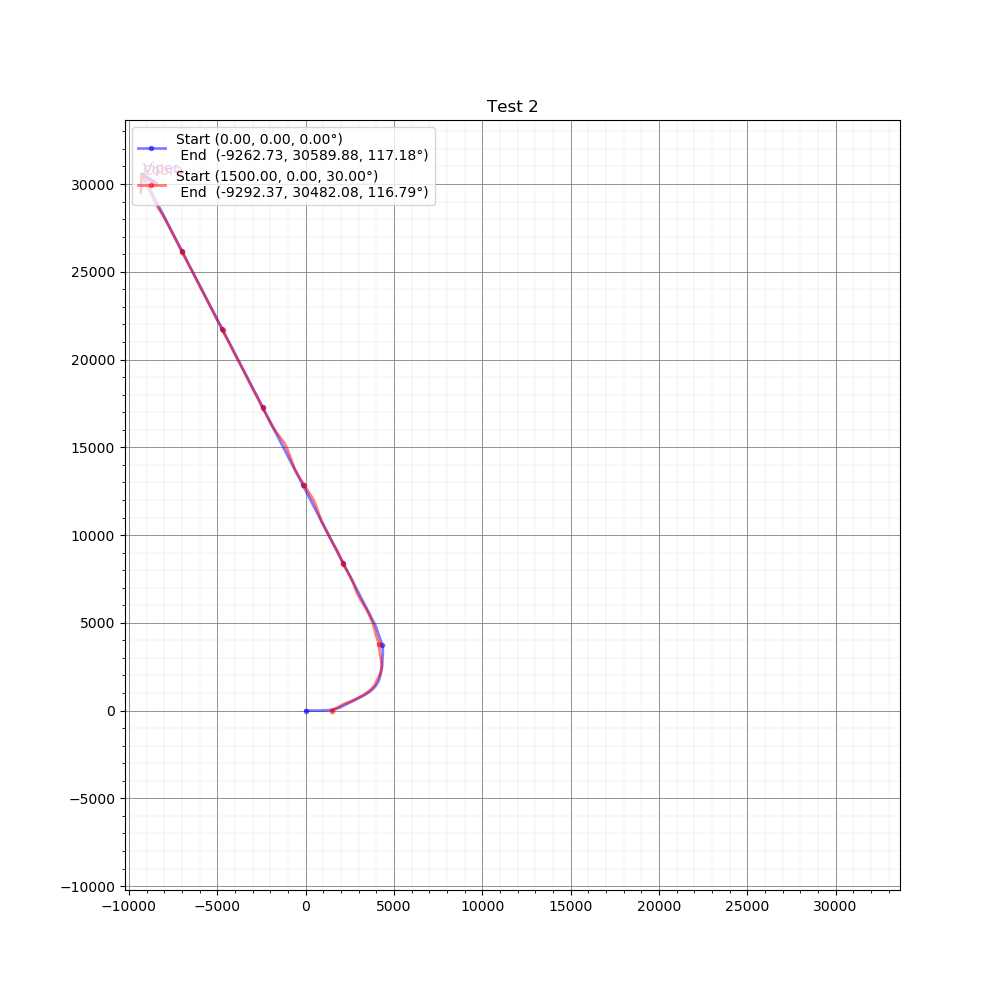 Test 2
Start (0.00, 0.00, 0.00°)
End (-9262.73, 30589.88, 117.18°)
Start (1500.00, 0.00, 30.00°)
End (-9292.37, 30482.08, 116.79°)
Viper
30000
25000
20000
15000
10000
5000
0
−5000
−10000
−10000 −5000 0 5000 10000 15000 20000 25000 30000